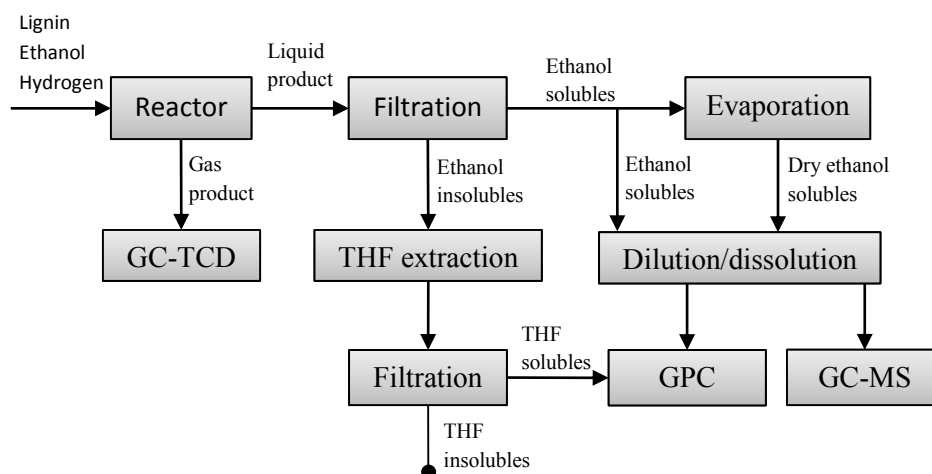 Lignin
Ethanol
Hydrogen
Liquid
product
Ethanol
solubles
Reactor
Filtration
Evaporation
Gas
product
Ethanol
insolubles
Ethanol
solubles
Dry ethanol
solubles
GC-TCD
THF extraction
Dilution/dissolution
THF
solubles
Filtration
GPC
GC-MS
THF
insolubles